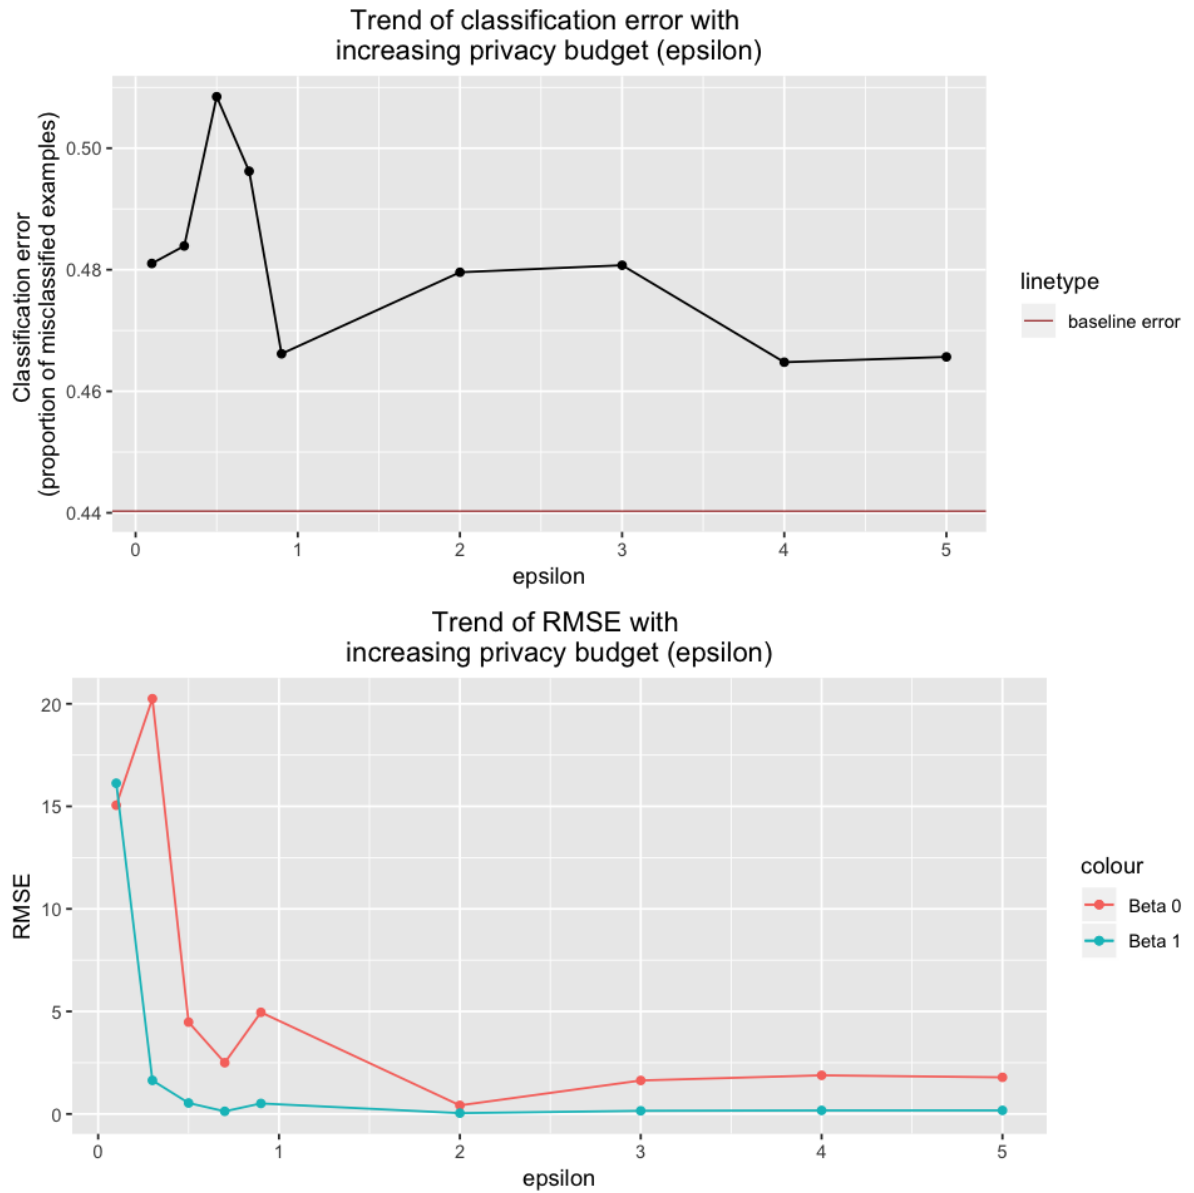 Trend of classification error with
increasing privacy budget (epsilon)
Classification error
(proportion of misclassified examples)
0.50
0.48
0.46
0.44
0 1 2 3 4 5
epsilon
linetype
baseline error
Trend of RMSE with
increasing privacy budget (epsilon)
RMSE
20
15
10
5
0
0 1 2 3 4 5
epsilon
colour
Beta 0
Beta 1